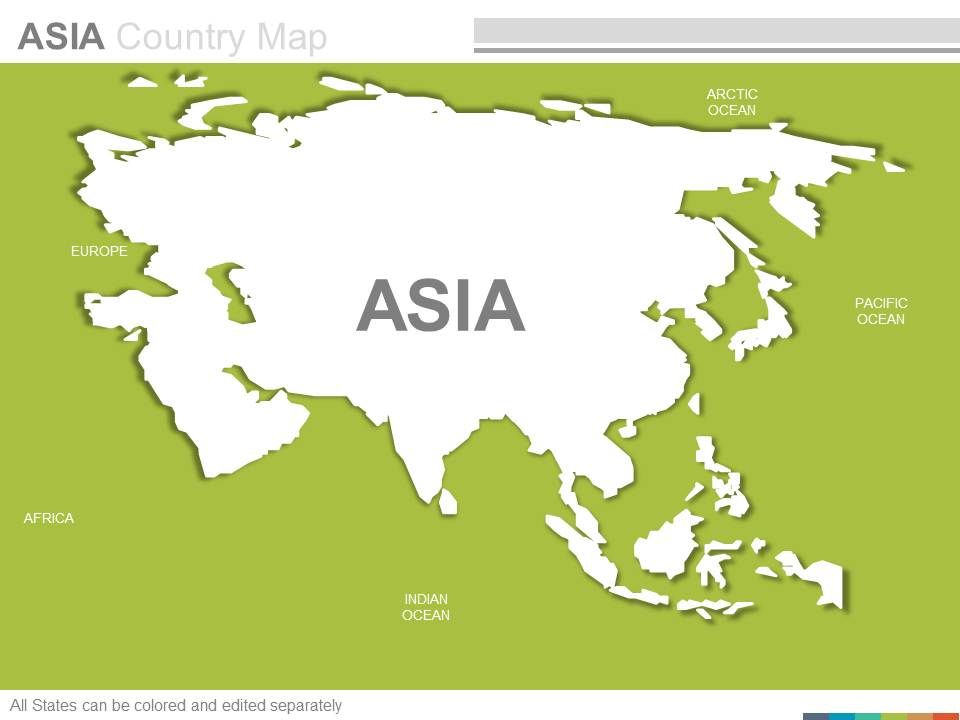 ASIA Country Map
ARCTIC
OCEAN
EUROPE
ASIA
PACIFIC
OCEAN
AFRICA
INDIAN
OCEAN
All States can be colored and edited separately